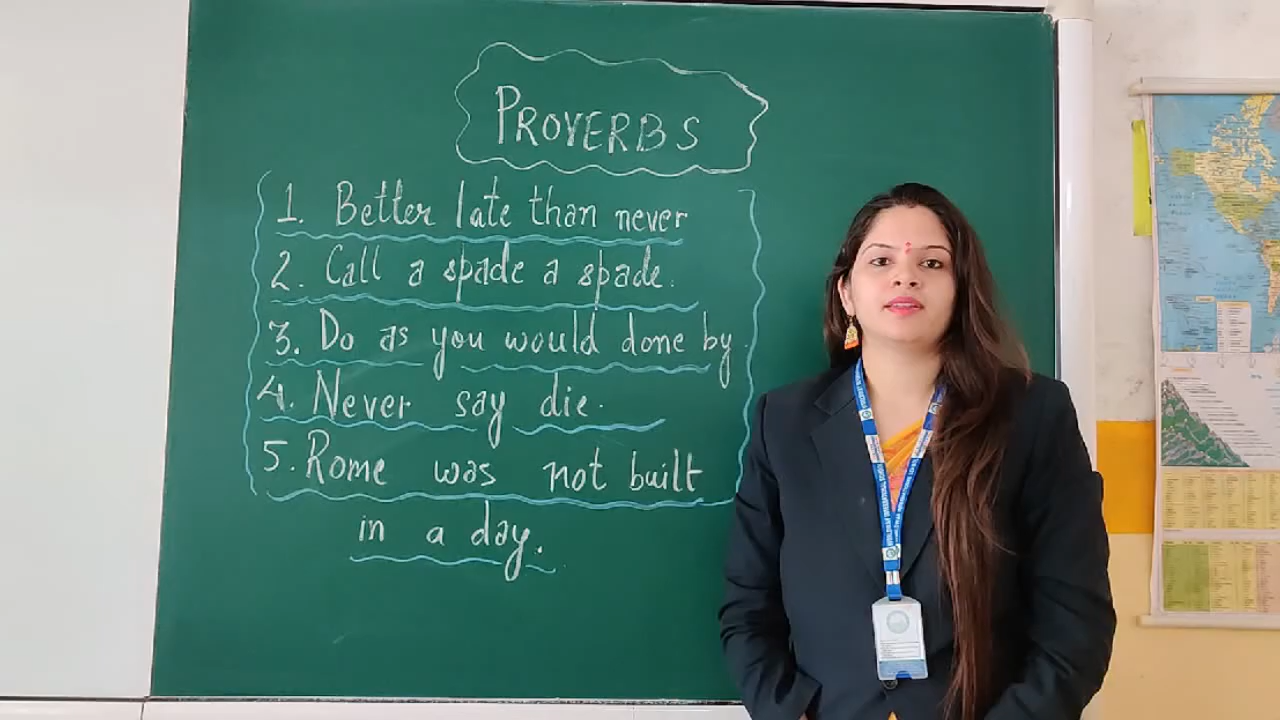 PROVERBS
1. Better late than never
2. Call a spade a spade.
3. Do as you would done by.
4. Never say die.
5. Rome was not built
in a day.